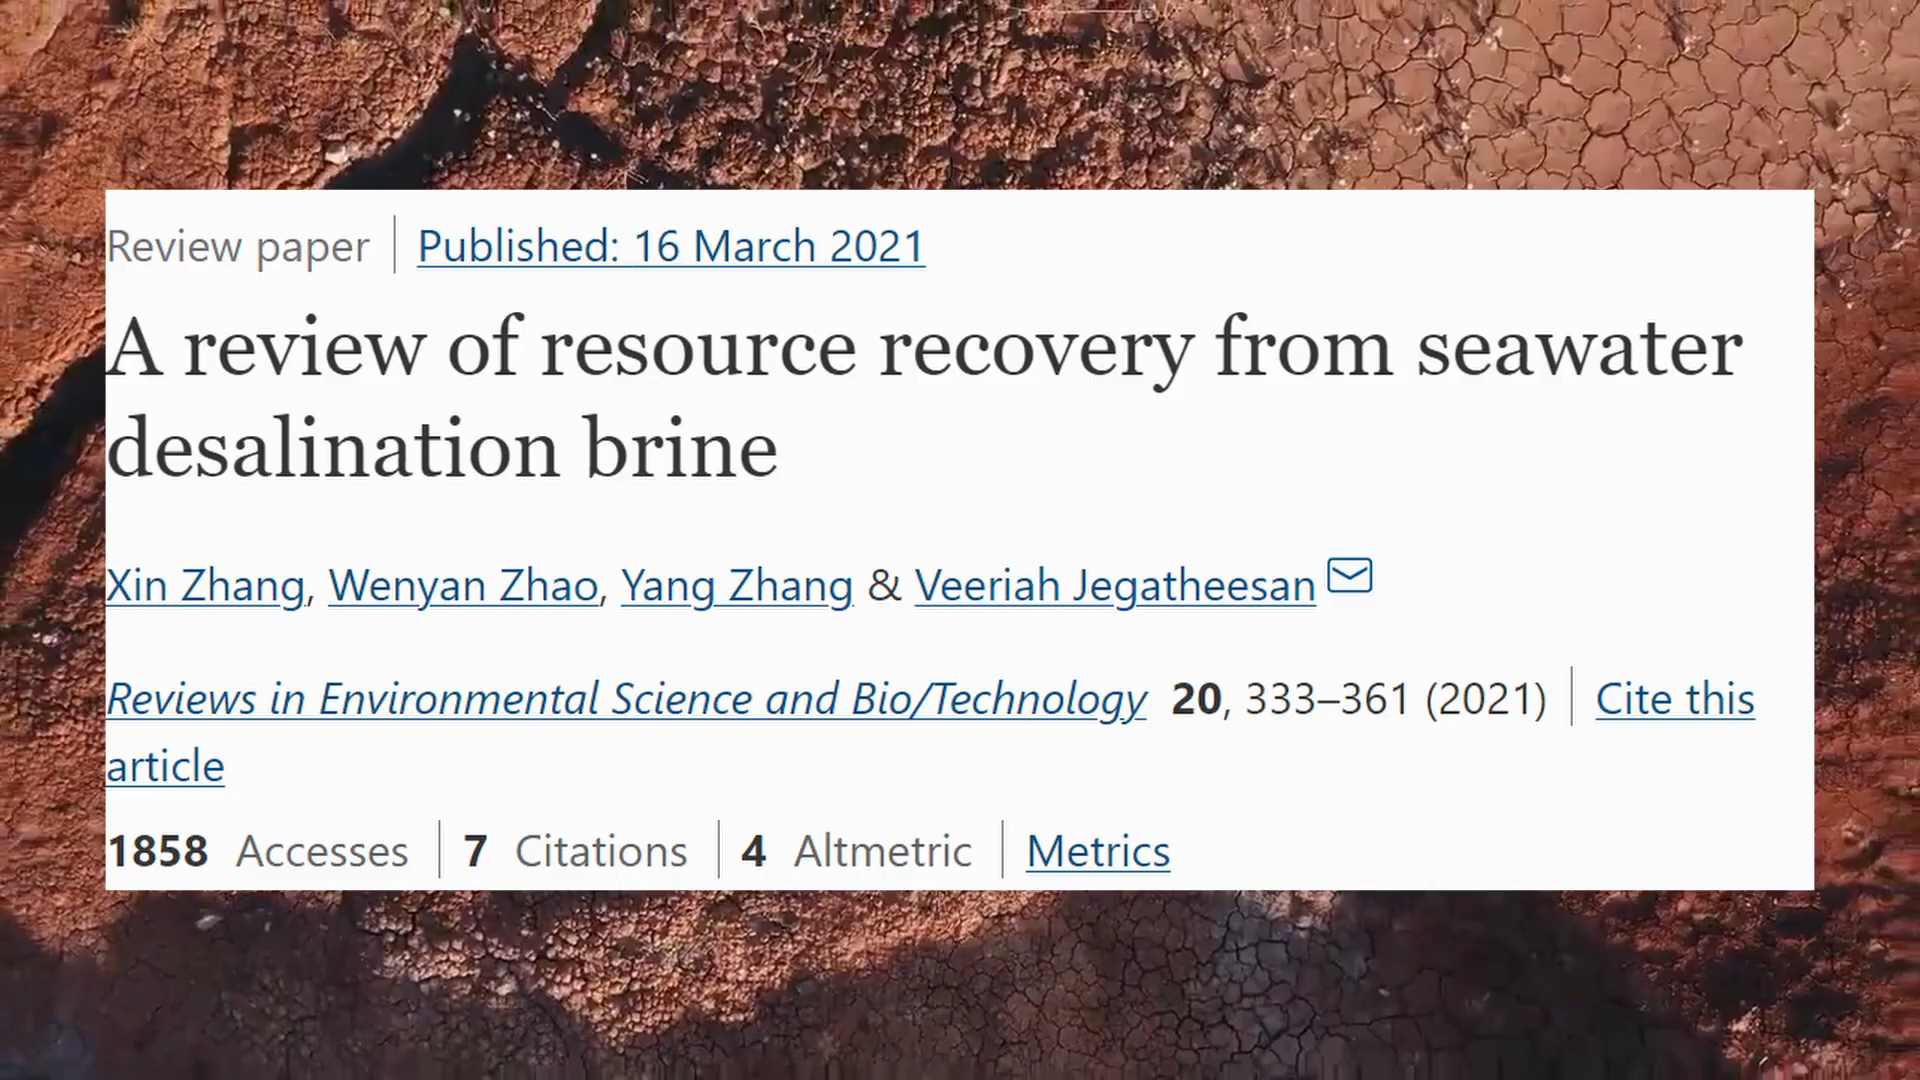 Review paper | Published: 16 March 2021
A review of resource recovery from seawater
desalination brine
Xin Zhang, Wenyan Zhao, Yang Zhang & Veeriah Jegatheesan
Reviews in Environmental Science and Bio/Technology 20, 333–361 (2021) | Cite this
article
1858 Accesses | 7 Citations | 4 Altmetric | Metrics